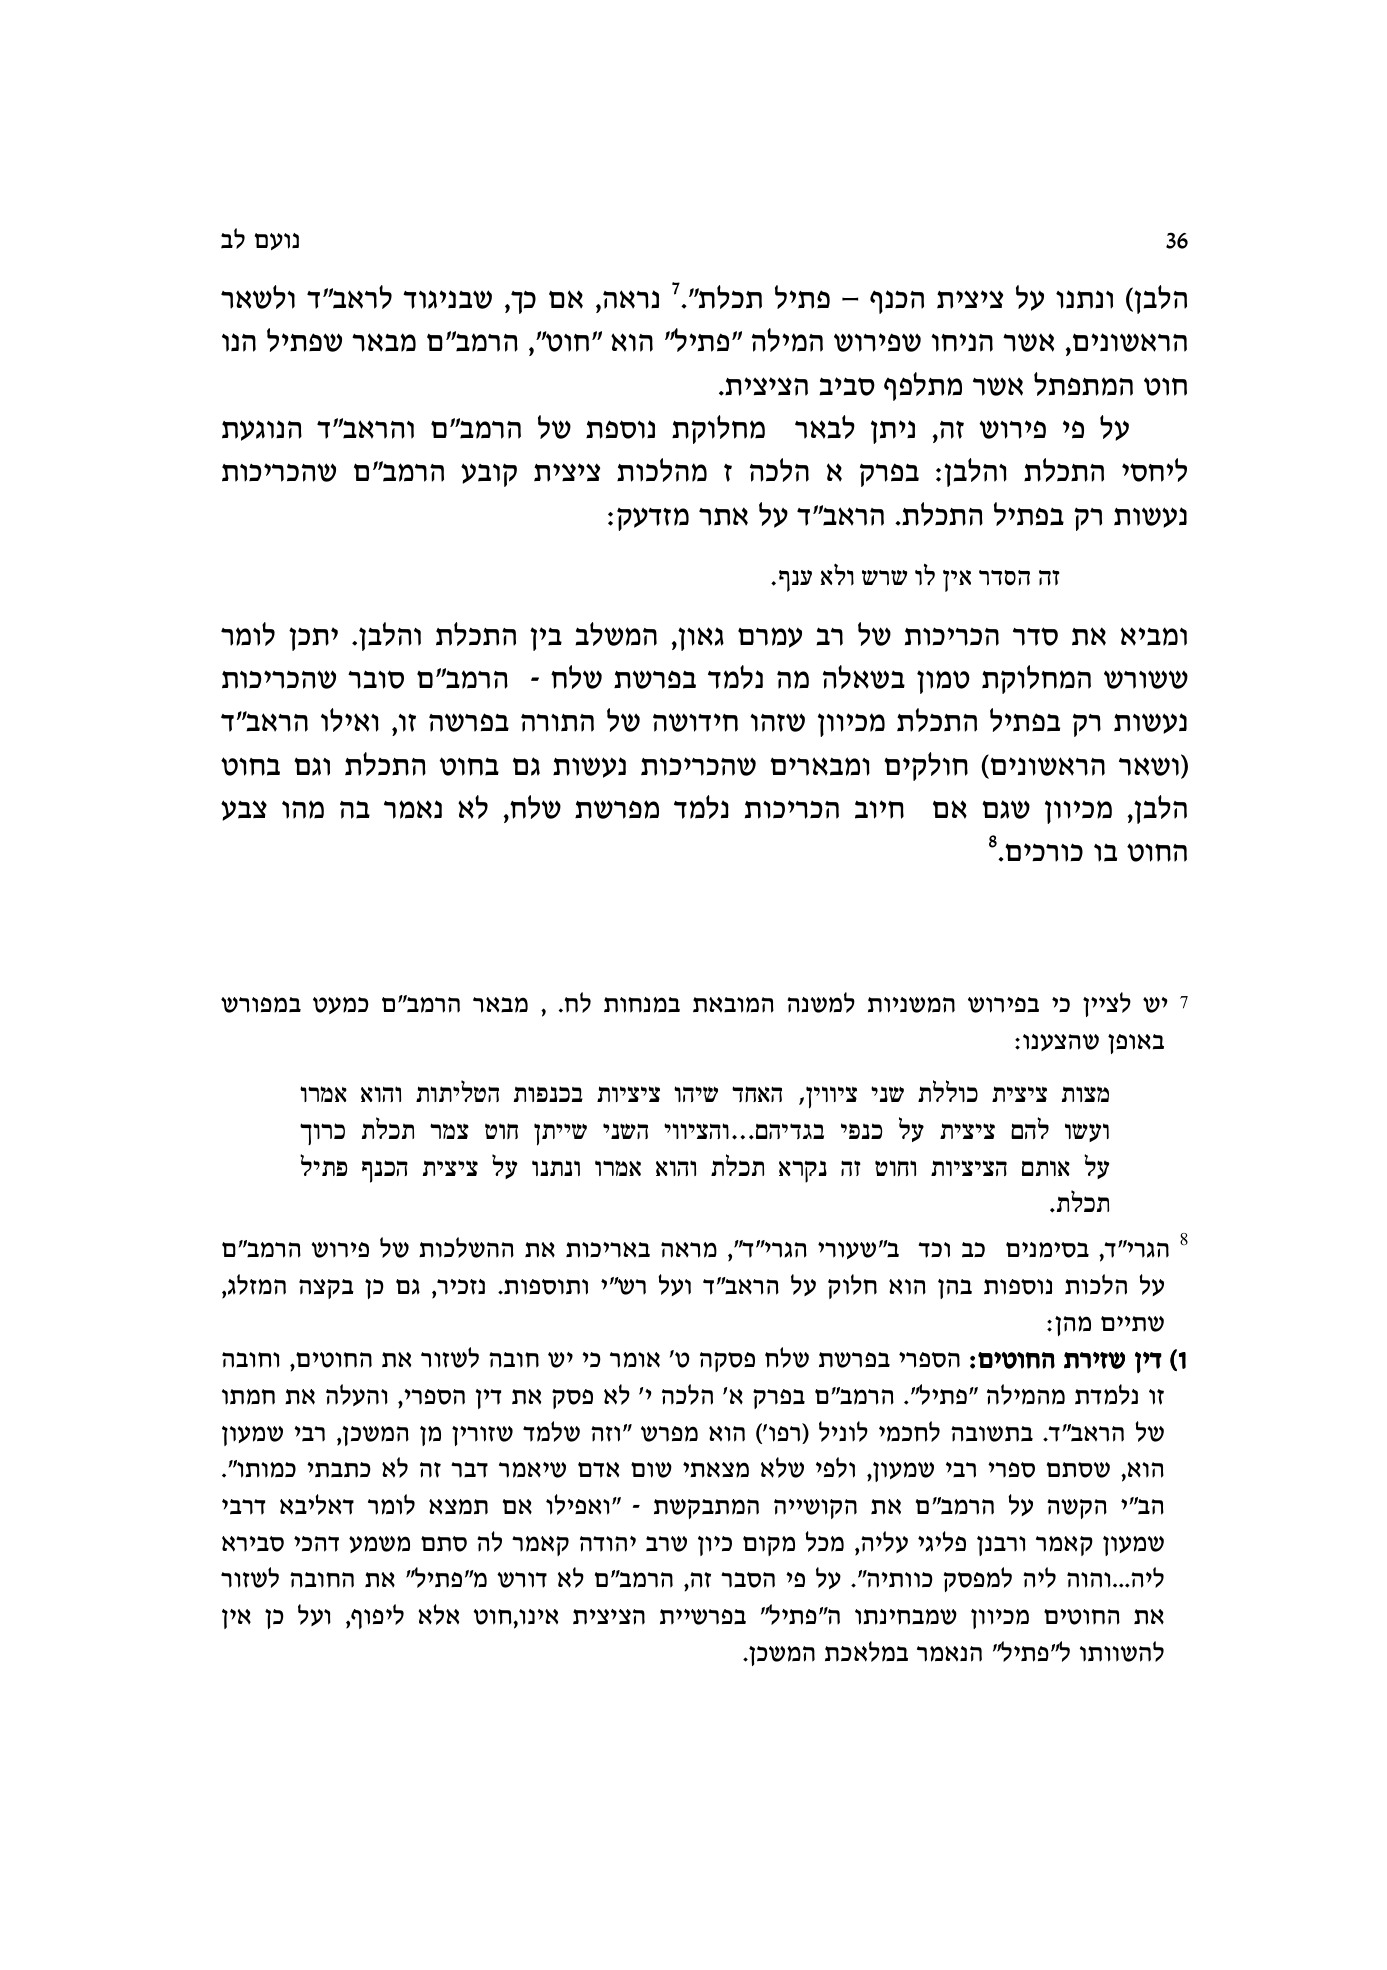 36 נועם לב
הלבן) ונתנו על ציצית הכנף – פתיל תכלת".7 נראה, אם כך, שבניגוד לראב"ד ולשאר
הראשונים, אשר הניחו שפירוש המילה "פתיל" הוא "חוט", הרמב"ם מבאר שפתיל הנו
חוט המתפתל אשר מתלפף סביב הציצית.
על פי פירוש זה, ניתן לבאר מחלוקת נוספת של הרמב"ם והראב"ד הנוגעת
ליחסי התכלת והלבן: בפרק א הלכה ז מהלכות ציצית קובע הרמב"ם שהכריכות
נעשות רק בפתיל התכלת. הראב"ד על אתר מזדעק:
זה הסדר אין לו שרש ולא ענף.
ומביא את סדר הכריכות של רב עמרם גאון, המשלב בין התכלת והלבן. יתכן לומר
ששורש המחלוקת טמון בשאלה מה נלמד בפרשת שלח - הרמב"ם סובר שהכריכות
נעשות רק בפתיל התכלת מכיוון שזהו חידושה של התורה בפרשה זו, ואילו הראב"ד
(ושאר הראשונים) חולקים ומבארים שהכריכות נעשות גם בחוט התכלת וגם בחוט
הלבן, מכיוון שגם אם חיוב הכריכות נלמד מפרשת שלח, לא נאמר בה מהו צבע
החוט בו כורכים.8
7 יש לציין כי בפירוש המשניות למשנה המובאת במנחות לח. , מבאר הרמב"ם כמעט במפורש
באופן שהצענו:
מצות ציצית כוללת שני ציווין, האחד שיהו ציציות בכנפות הטליתות והוא אמרו
ועשו להם ציצית על כנפי בגדיהם...והציווי השני שייתן חוט צמר תכלת כרוך
על אותם הציציות וחוט זה נקרא תכלת והוא אמרו ונתנו על ציצית הכנף פתיל
תכלת.
8 הגרי"ד, בסימנים כב וכד ב"שעורי הגרי"ד", מראה באריכות את ההשלכות של פירוש הרמב"ם
על הלכות נוספות בהן הוא חלוק על הראב"ד ועל רש"י ותוספות. נזכיר, גם כן בקצה המזלג,
שתיים מהן:
1) דין שזירת החוטים: הספרי בפרשת שלח פסקה ט' אומר כי יש חובה לשזור את החוטים, וחובה
זו נלמדת מהמילה "פתיל". הרמב"ם בפרק א' הלכה י' לא פסק את דין הספרי, והעלה את חמתו
של הראב"ד. בתשובה לחכמי לוניל (רפו') הוא מפרש "וזה שלמד שזורין מן המשכן, רבי שמעון
הוא, שסתם ספרי רבי שמעון, ולפי שלא מצאתי שום אדם שיאמר דבר זה לא כתבתי כמותו".
הב"י הקשה על הרמב"ם את הקושייה המתבקשת - "ואפילו אם תמצא לומר דאליבא דרבי
שמעון קאמר ורבנן פליגי עליה, מכל מקום כיון שרב יהודה קאמר לה סתם משמע דהכי סבירא
ליה...והוה ליה למפסק כוותיה". על פי הסבר זה, הרמב"ם לא דורש מ"פתיל" את החובה לשזור
את החוטים מכיוון שמבחינתו ה"פתיל" בפרשיית הציצית אינו,חוט אלא ליפוף, ועל כן אין
להשוותו ל"פתיל" הנאמר במלאכת המשכן.